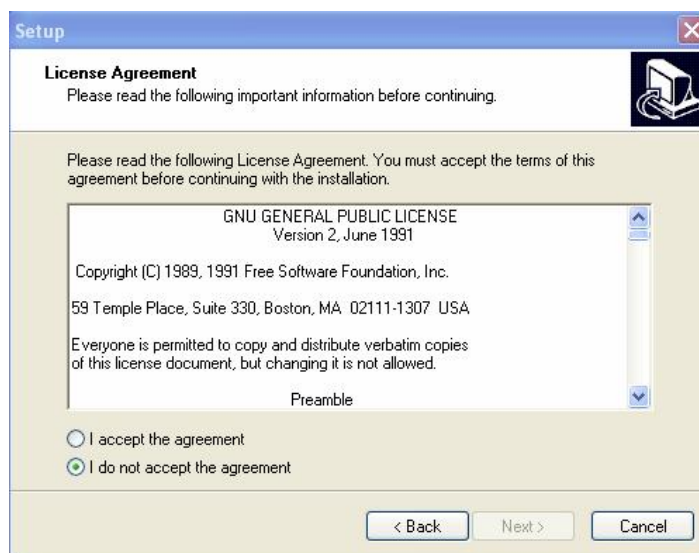 Setup
License Agreement
Please read the following important information before continuing.
Please read the following License Agreement. You must accept the terms of this
agreement before continuing with the installation.
GNU GENERAL PUBLIC LICENSE
Version 2, June 1991
Copyright (C) 1989, 1991 Free Software Foundation, Inc.
59 Temple Place, Suite 330, Boston, MA  02111-1307  USA
Everyone is permitted to copy and distribute verbatim copies
of this license document, but changing it is not allowed.
Preamble
I accept the agreement
I do not accept the agreement
< Back   Next >   Cancel